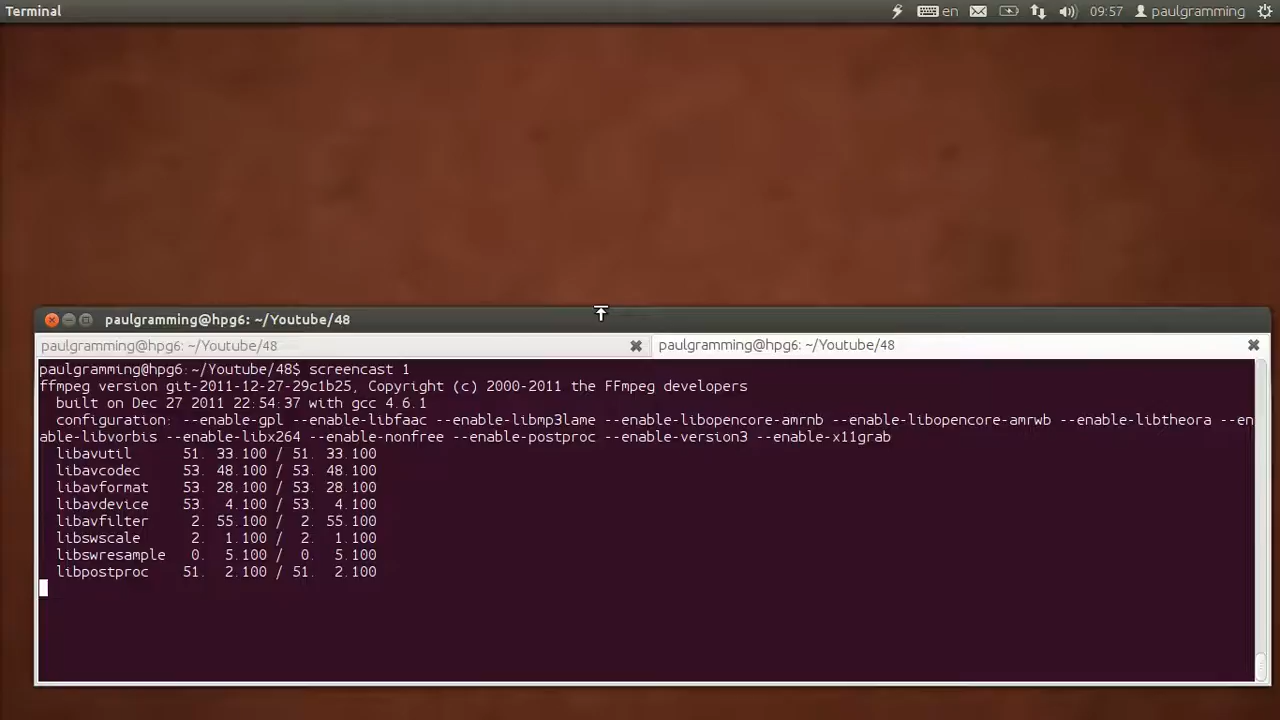 Terminal en 09:57 paulgramming
paulgramming@hpg6: ~/Youtube/48
paulgramming@hpg6: ~/Youtube/48 paulgramming@hpg6: ~/Youtube/48
paulgramming@hpg6:~/Youtube/48$ screencast 1
ffmpeg version git-2011-12-27-29c1b25, Copyright (c) 2000-2011 the FFmpeg developers
  built on Dec 27 2011 22:54:37 with gcc 4.6.1
  configuration: --enable-gpl --enable-libfaac --enable-libmp3lame --enable-libopencore-amrnb --enable-libopencore-amrwb --enable-libtheora --en
able-libvorbis --enable-libx264 --enable-nonfree --enable-postproc --enable-version3 --enable-x11grab
  libavutil      51. 33.100 / 51. 33.100
  libavcodec     53. 48.100 / 53. 48.100
  libavformat    53. 28.100 / 53. 28.100
  libavdevice    53.  4.100 / 53.  4.100
  libavfilter     2. 55.100 /  2. 55.100
  libswscale      2.  1.100 /  2.  1.100
  libswresample   0.  5.100 /  0.  5.100
  libpostproc    51.  2.100 / 51.  2.100